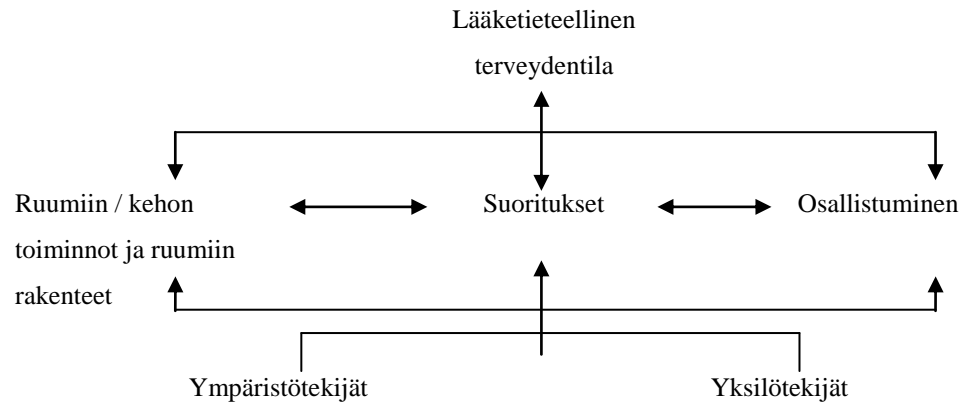 Lääketieteellinen
terveydentila
Ruumiin / kehon
toiminnot ja ruumiin
rakenteet
Suoritukset
Osallistuminen
Ympäristötekijät
Yksilötekijät